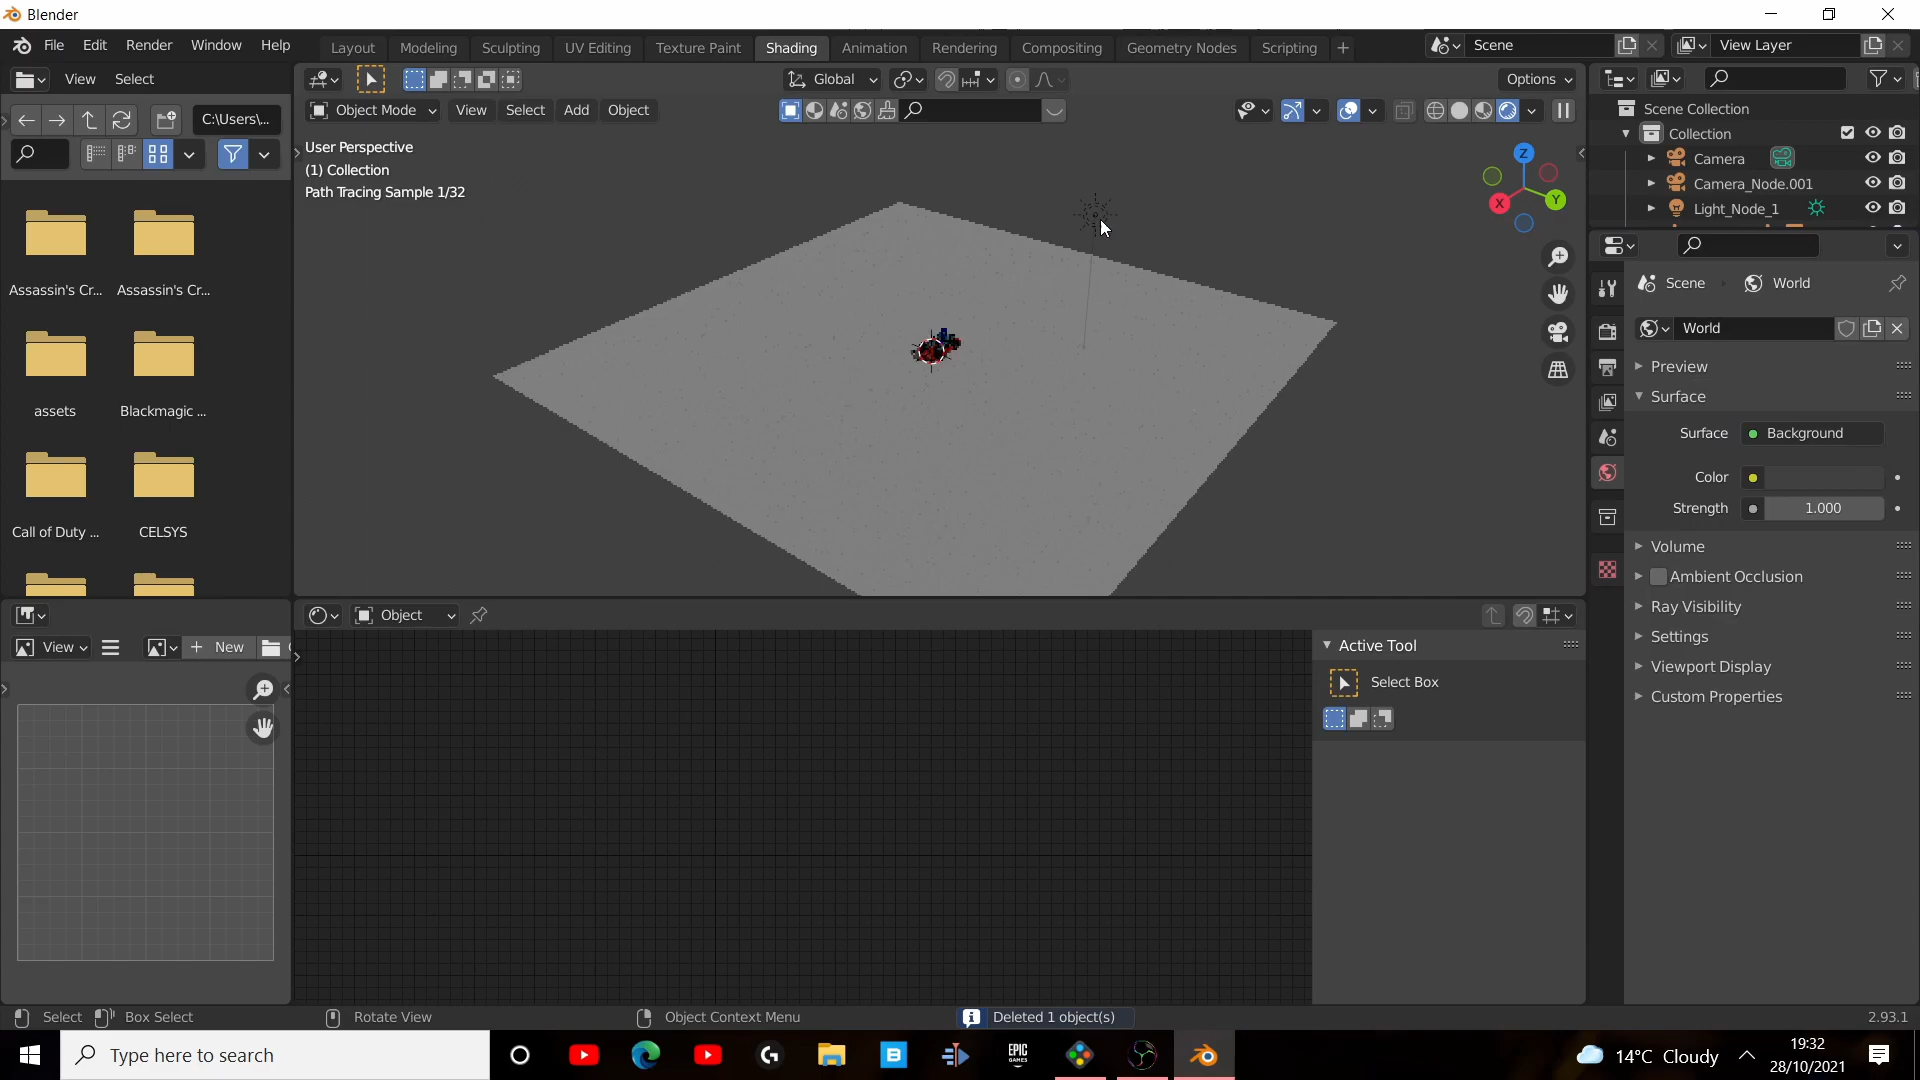 Blender
File Edit Render Window Help
Layout Modeling Sculpting UV Editing Texture Paint Shading Animation Rendering Compositing Geometry Nodes Scripting
Scene
View Layer
View Select
Global
Options
C:\Users\...
Object Mode View Select Add Object
User Perspective
(1) Collection
Path Tracing Sample 1/32
Z
Y
X
Assassin's Cr...
Assassin's Cr...
assets
Blackmagic ...
Call of Duty ...
CELSYS
Scene Collection
Collection
Camera
Camera_Node.001
Light_Node_1
Scene World
World
Preview
Surface
Surface Background
Color
Strength 1.000
Volume
Ambient Occlusion
Ray Visibility
Settings
Viewport Display
Custom Properties
View New
Object
Active Tool
Select Box
Select Box Select Rotate View Object Context Menu Deleted 1 object(s) 2.93.1
Type here to search
EPIC
GAMES
14°C Cloudy
19:32
28/10/2021